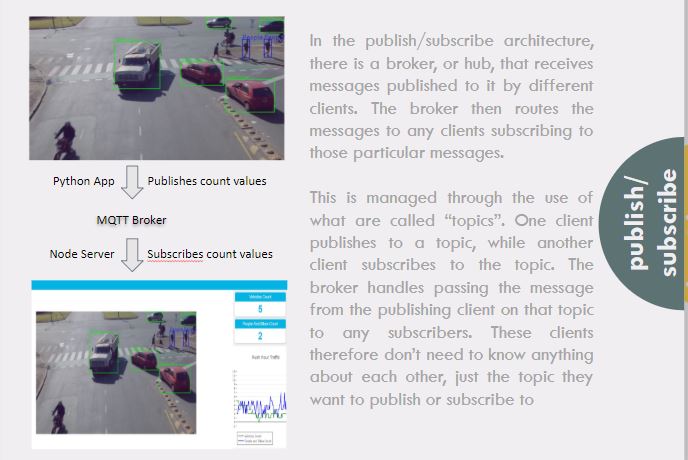 In the publish/subscribe architecture,
there is a broker, or hub, that receives
messages published to it by different
clients. The broker then routes the
messages to any clients subscribing to
those particular messages.
This is managed through the use of
what are called “topics”. One client
publishes to a topic, while another
client subscribes to the topic. The
broker handles passing the message
from the publishing client on that topic
to any subscribers. These clients
therefore don’t need to know anything
about each other, just the topic they
want to publish or subscribe to
Python App
Publishes count values
MQTT Broker
Node Server
Subscribes count values
Vehicles Count
5
People And Bikes Count
2
Rush Hour Traffic
publish/
subscribe